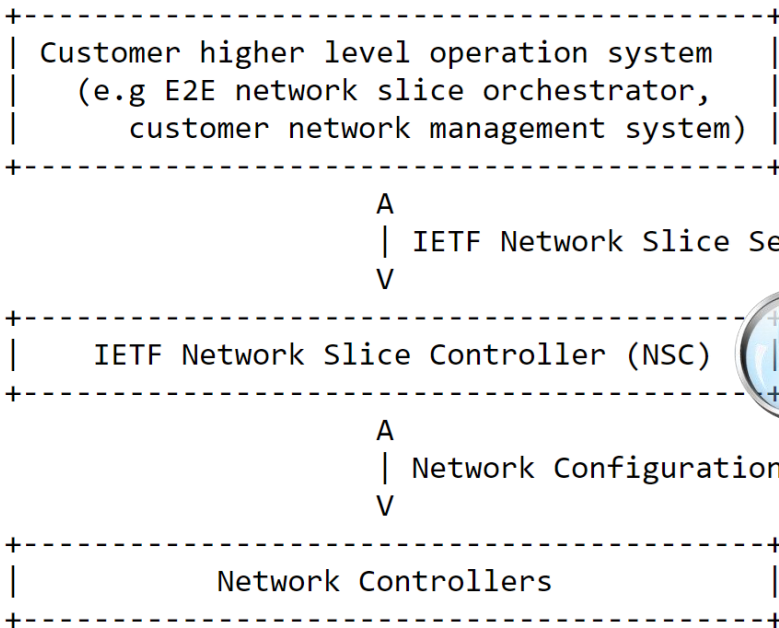 +------------------------------------------+
| Customer higher level operation system |
| (e.g E2E network slice orchestrator, |
| customer network management system) |
+------------------------------------------+
A
| IETF Network Slice Se
V
+------------------------------------------+
| IETF Network Slice Controller (NSC) |
+------------------------------------------+
A
| Network Configuration
V
+------------------------------------------+
| Network Controllers |
+------------------------------------------+